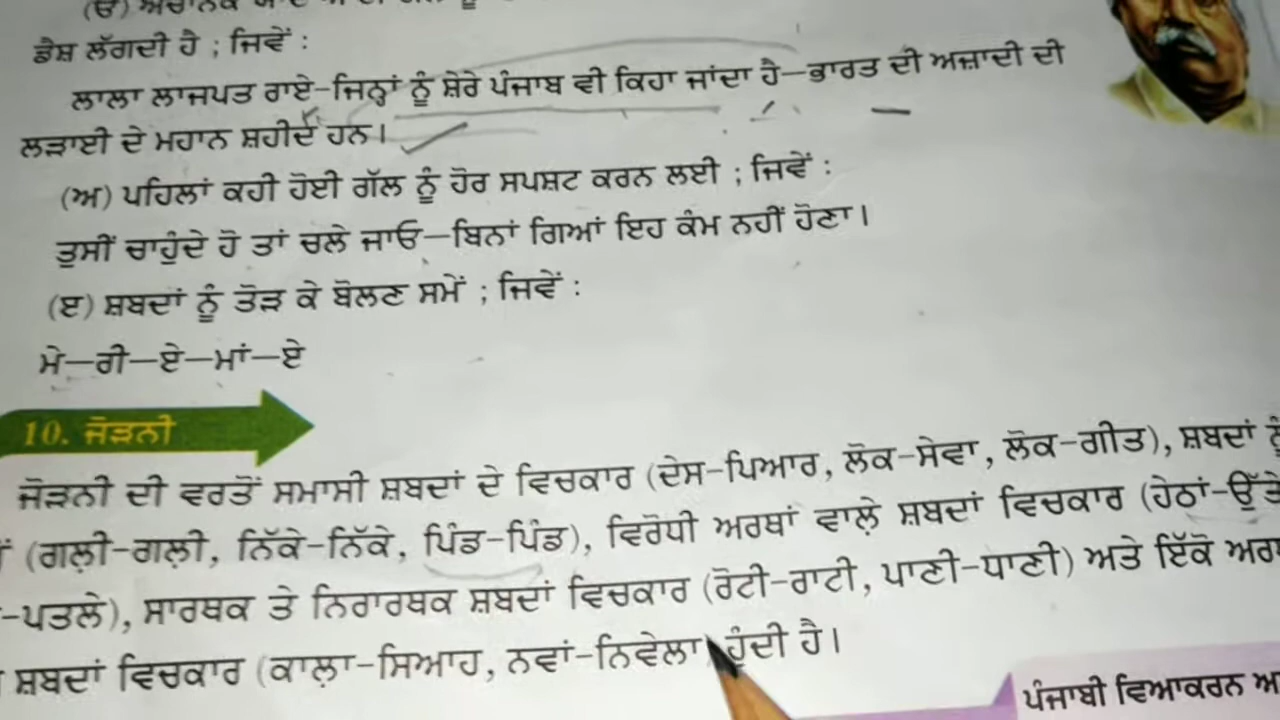 ਡੈਸ਼ ਲੱਗਦੀ ਹੈ ; ਜਿਵੇਂ :
ਲਾਲਾ ਲਾਜਪਤ ਰਾਏ—ਜਿਨ੍ਹਾਂ ਨੂੰ ਸ਼ੇਰੇ ਪੰਜਾਬ ਵੀ ਕਿਹਾ ਜਾਂਦਾ ਹੈ—ਭਾਰਤ ਦੀ ਅਜ਼ਾਦੀ ਦੀ
ਲੜਾਈ ਦੇ ਮਹਾਨ ਸ਼ਹੀਦ ਹਨ।
(ਅ) ਪਹਿਲਾਂ ਕਹੀ ਹੋਈ ਗੱਲ ਨੂੰ ਹੋਰ ਸਪਸ਼ਟ ਕਰਨ ਲਈ ; ਜਿਵੇਂ :
ਤੁਸੀਂ ਚਾਹੁੰਦੇ ਹੋ ਤਾਂ ਚਲੇ ਜਾਓ—ਬਿਨਾਂ ਗਿਆਂ ਇਹ ਕੰਮ ਨਹੀਂ ਹੋਣਾ।
(ੲ) ਸ਼ਬਦਾਂ ਨੂੰ ਤੋੜ ਕੇ ਬੋਲਣ ਸਮੇਂ ; ਜਿਵੇਂ :
ਮੇ—ਰੀ—ਏ—ਮਾਂ—ਏ
10. ਜੋੜਨੀ
ਜੋੜਨੀ ਦੀ ਵਰਤੋਂ ਸਮਾਸੀ ਸ਼ਬਦਾਂ ਦੇ ਵਿਚਕਾਰ (ਦੇਸ-ਪਿਆਰ, ਲੋਕ-ਸੇਵਾ, ਲੋਕ-ਗੀਤ), ਸ਼ਬਦਾਂ
(ਗਲ਼ੀ-ਗਲ਼ੀ, ਨਿੱਕੇ-ਨਿੱਕੇ, ਪਿੰਡ-ਪਿੰਡ), ਵਿਰੋਧੀ ਅਰਥਾਂ ਵਾਲ਼ੇ ਸ਼ਬਦਾਂ ਵਿਚਕਾਰ (ਹੇਠਾਂ-ਉੱਤੇ
-ਪਤਲੇ), ਸਾਰਥਕ ਤੇ ਨਿਰਾਰਥਕ ਸ਼ਬਦਾਂ ਵਿਚਕਾਰ (ਰੋਟੀ-ਰਾਟੀ, ਪਾਣੀ-ਧਾਣੀ) ਅਤੇ ਇੱਕੋ
ਸ਼ਬਦਾਂ ਵਿਚਕਾਰ (ਕਾਲ਼ਾ-ਸਿਆਹ, ਨਵਾਂ-ਨਿਵੇਲਾ ਹੁੰਦੀ ਹੈ।
ਪੰਜਾਬੀ ਵਿਆਕਰਨ